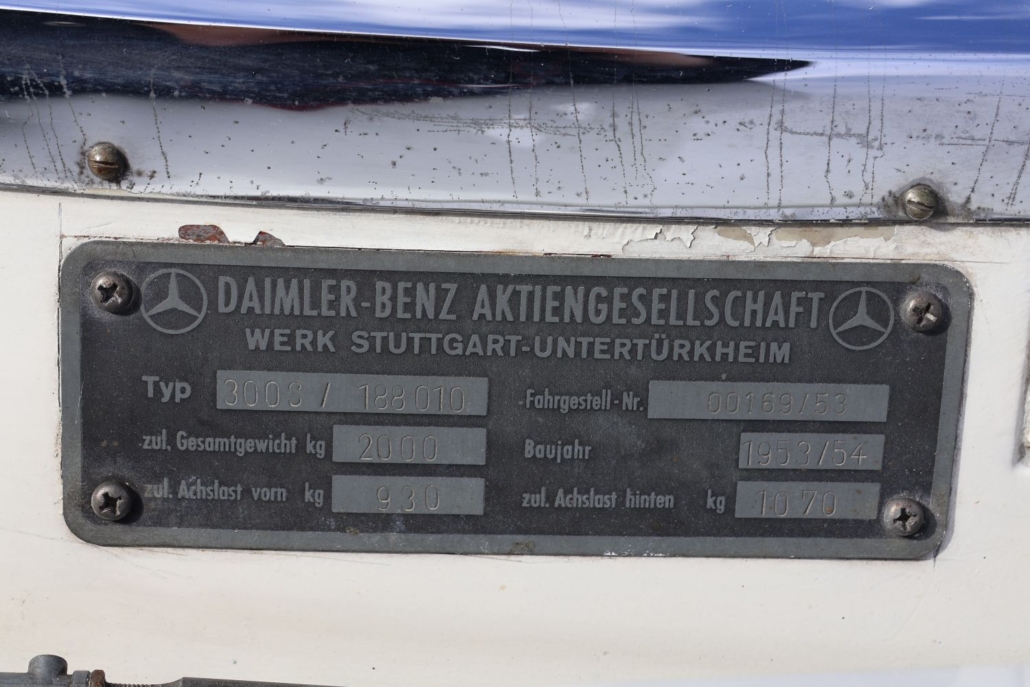 DAIMLER-BENZ AKTIENGESELLSCHAFT
WERK STUTTGART-UNTERTÜRKHEIM
Typ 300S / 188010 Fahrgestell-Nr. 00169/53
zul. Gesamtgewicht kg 2000 Baujahr 1953/54
zul. Achslast vorn kg 930 zul. Achslast hinten kg 1070